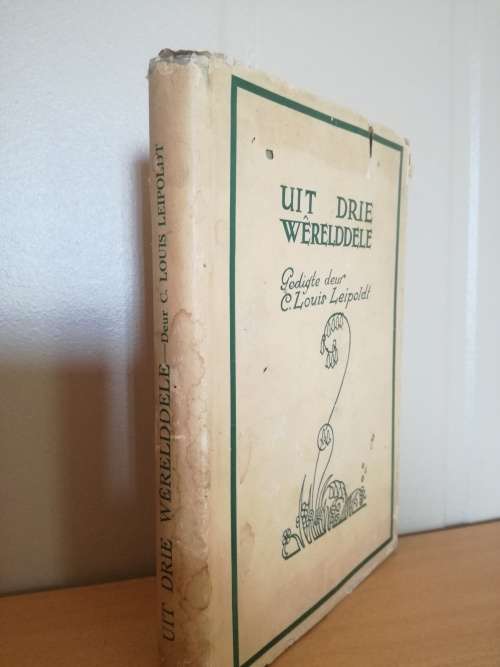 UIT DRIE
WÊRELDDELE
Gedigte deur
C. Louis Leipoldt
UIT DRIE WÊRELDDELE—Deur C. LOUIS LEIPOLDT